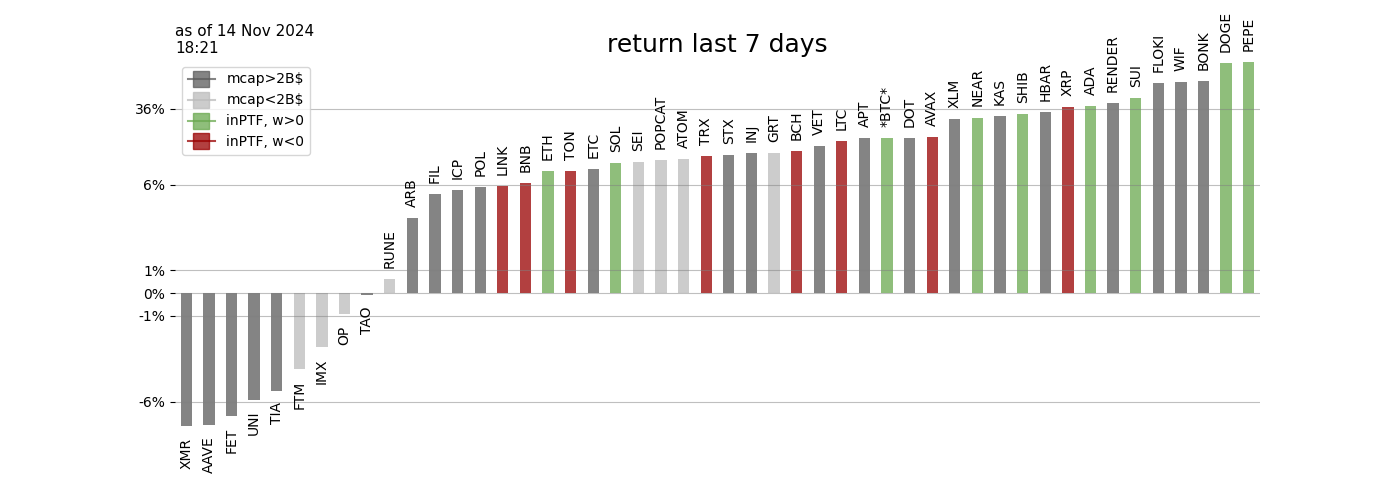 as of 14 Nov 2024
18:21
return last 7 days
mcap>2B$
mcap<2B$
inPTF, w>0
inPTF, w<0
36%
6%
1%
0%
-1%
-6%
XMR
AAVE
FET
UNI
TIA
FTM
IMX
OP
TAO
RUNE
ARB
FIL
ICP
POL
LINK
BNB
ETH
TON
ETC
SOL
SEI
POPCAT
ATOM
TRX
STX
INJ
GRT
BCH
VET
LTC
APT
*BTC*
DOT
AVAX
XLM
NEAR
KAS
SHIB
HBAR
XRP
ADA
RENDER
SUI
FLOKI
WIF
BONK
DOGE
PEPE